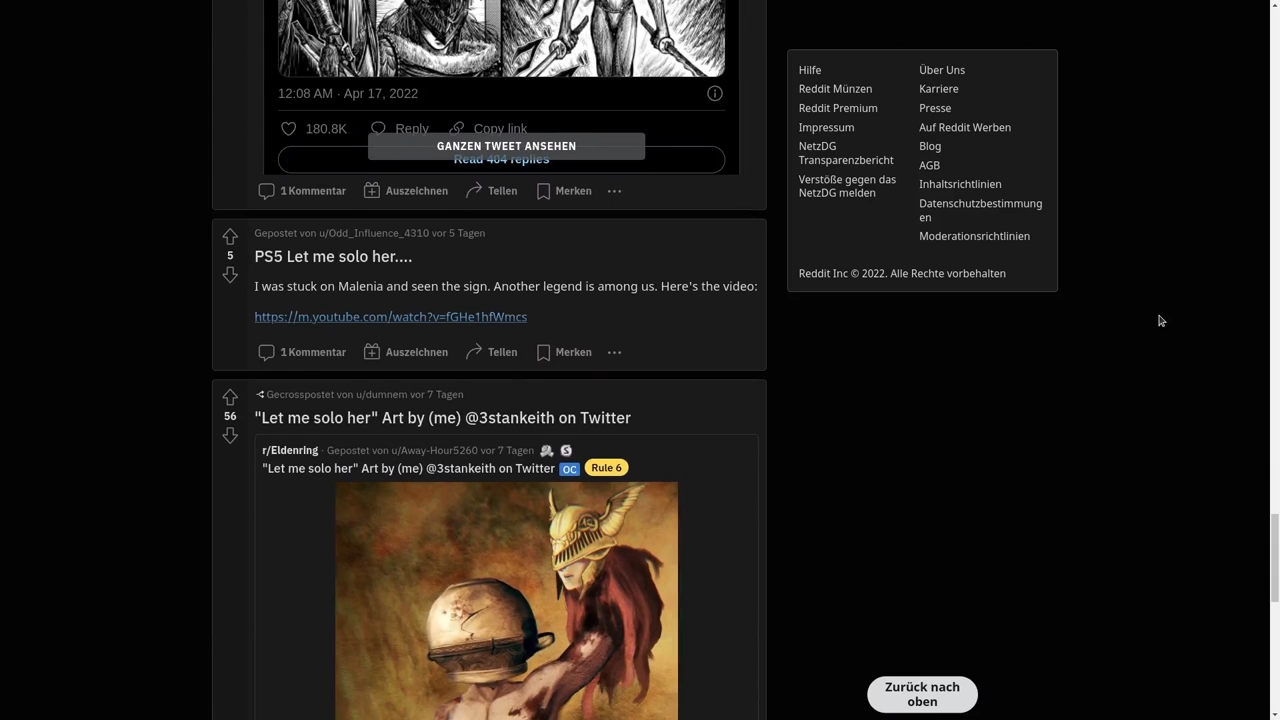 12:08 AM · Apr 17, 2022
180.8K Reply Copy link
GANZEN TWEET ANSEHEN
Read 404 replies
1 Kommentar Auszeichnen Teilen Merken
Gepostet von u/Odd_Influence_4310 vor 5 Tagen
5
PS5 Let me solo her....
I was stuck on Malenia and seen the sign. Another legend is among us. Here's the video:
https://m.youtube.com/watch?v=fGHe1hfWmcs
1 Kommentar Auszeichnen Teilen Merken
Gecrosspostet von u/dumnem vor 7 Tagen
56
"Let me solo her" Art by (me) @3stankeith on Twitter
r/Eldenring · Gepostet von u/Away-Hour5260 vor 7 Tagen
"Let me solo her" Art by (me) @3stankeith on Twitter OC Rule 6
Hilfe
Reddit Münzen
Reddit Premium
Impressum
NetzDG
Transparenzbericht
Verstöße gegen das
NetzDG melden
Über Uns
Karriere
Presse
Auf Reddit Werben
Blog
AGB
Inhaltsrichtlinien
Datenschutzbestimmung
en
Moderationsrichtlinien
Reddit Inc © 2022. Alle Rechte vorbehalten
Zurück nach
oben